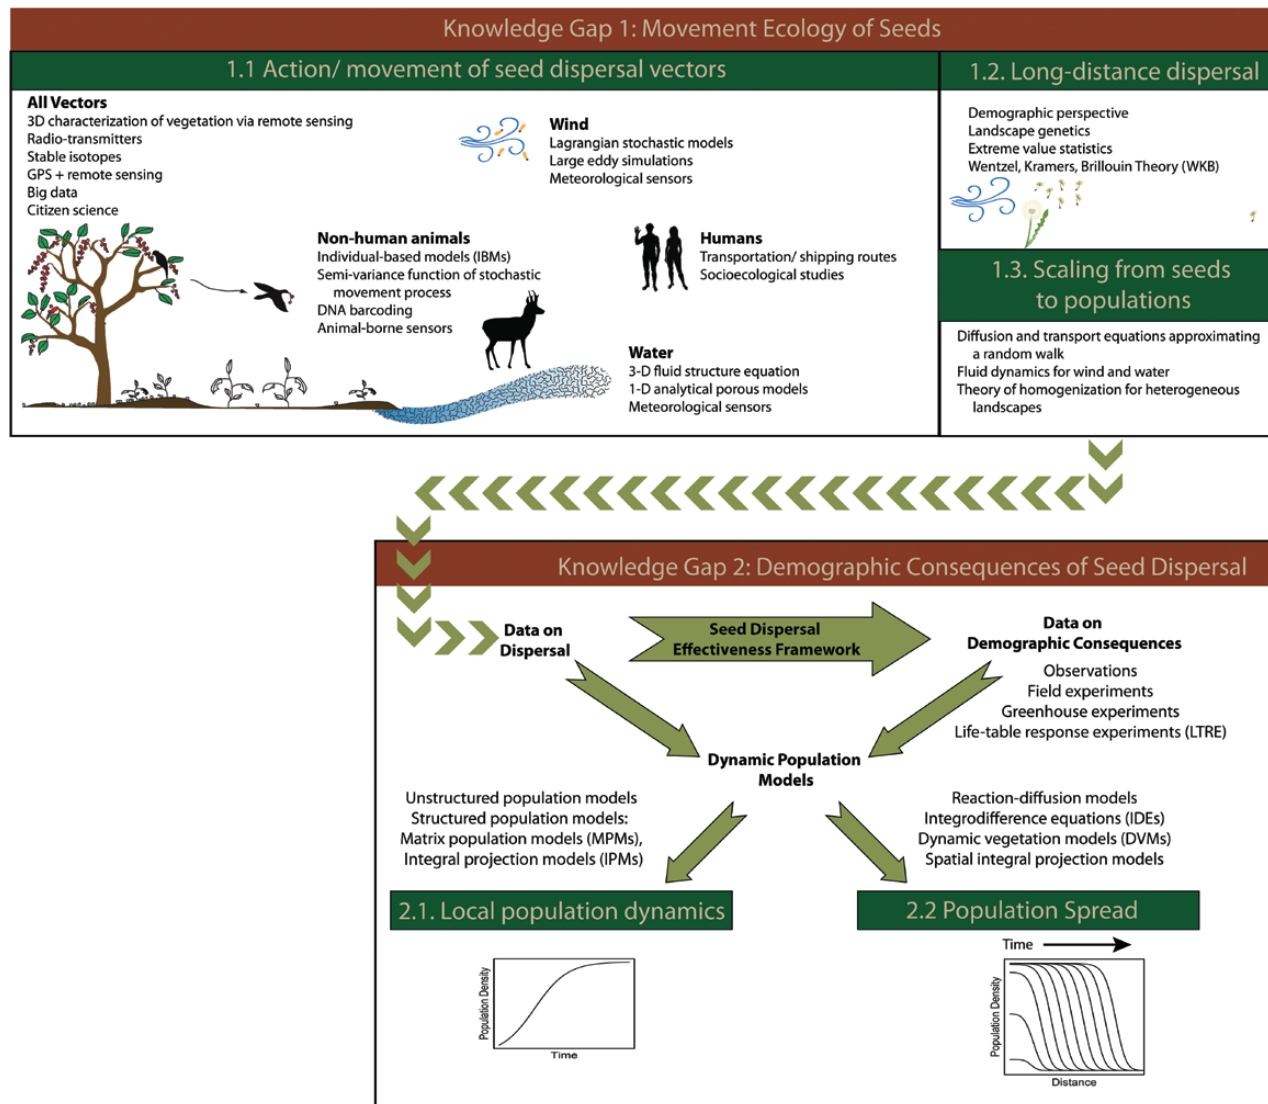 Knowledge Gap 1: Movement Ecology of Seeds
1.1 Action/ movement of seed dispersal vectors
All Vectors
3D characterization of vegetation via remote sensing
Radio-transmitters
Stable isotopes
GPS + remote sensing
Big data
Citizen science
Wind
Lagrangian stochastic models
Large eddy simulations
Meteorological sensors
Non-human animals
Individual-based models (IBMs)
Semi-variance function of stochastic
movement process
DNA barcoding
Animal-borne sensors
Humans
Transportation/ shipping routes
Socioecological studies
Water
3-D fluid structure equation
1-D analytical porous models
Meteorological sensors
1.2. Long-distance dispersal
Demographic perspective
Landscape genetics
Extreme value statistics
Wentzel, Kramers, Brillouin Theory (WKB)
1.3. Scaling from seeds
to populations
Diffusion and transport equations approximating
a random walk
Fluid dynamics for wind and water
Theory of homogenization for heterogeneous
landscapes
Knowledge Gap 2: Demographic Consequences of Seed Dispersal
Data on
Dispersal
Seed Dispersal
Effectiveness Framework
Data on
Demographic Consequences
Observations
Field experiments
Greenhouse experiments
Life-table response experiments (LTRE)
Dynamic Population
Models
Unstructured population models
Structured population models:
Matrix population models (MPMs),
Integral projection models (IPMs)
Reaction-diffusion models
Integrodifference equations (IDEs)
Dynamic vegetation models (DVMs)
Spatial integral projection models
2.1. Local population dynamics
Population Density
Time
2.2 Population Spread
Time
Population Density
Distance